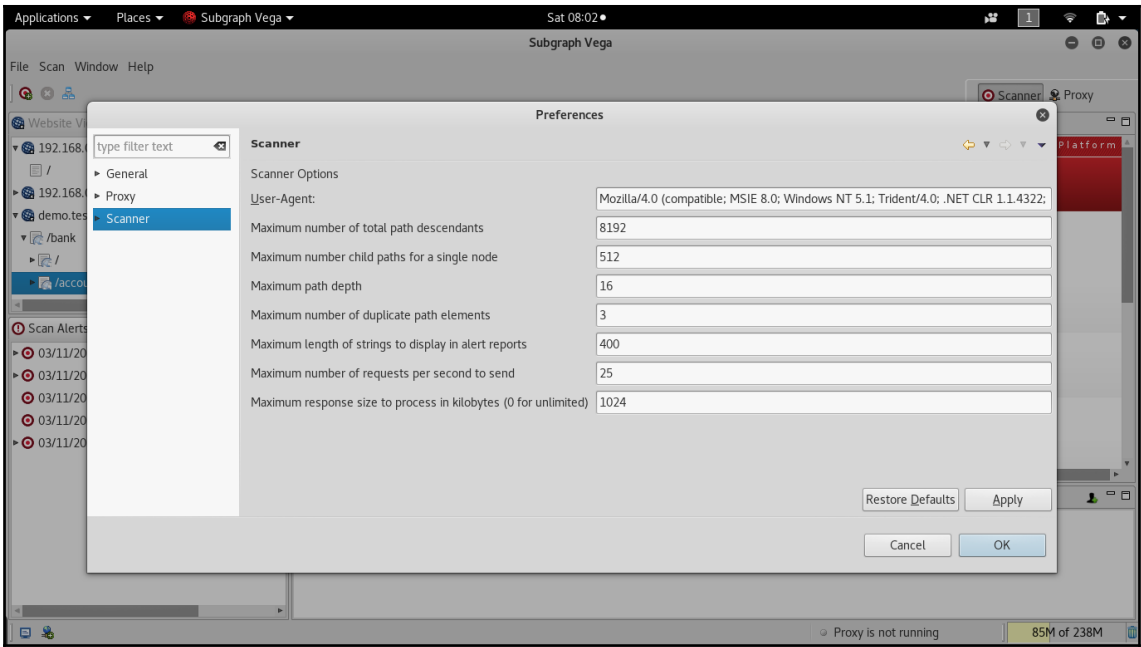 Applications Places Subgraph Vega Sat 08:02 1
Subgraph Vega
File Scan Window Help
Scanner Proxy
Preferences
Website
192.168.
/
192.168.
demo.tes
/bank
/
/accou
Scan Alerts
03/11/20
03/11/20
03/11/20
03/11/20
03/11/20
type filter text
General
Proxy
Scanner
Scanner
Scanner Options
User-Agent: Mozilla/4.0 (compatible; MSIE 8.0; Windows NT 5.1; Trident/4.0; .NET CLR 1.1.4322;
Maximum number of total path descendants 8192
Maximum number child paths for a single node 512
Maximum path depth 16
Maximum number of duplicate path elements 3
Maximum length of strings to display in alert reports 400
Maximum number of requests per second to send 25
Maximum response size to process in kilobytes (0 for unlimited) 1024
Restore Defaults Apply
Cancel OK
Platform
Proxy is not running 85M of 238M